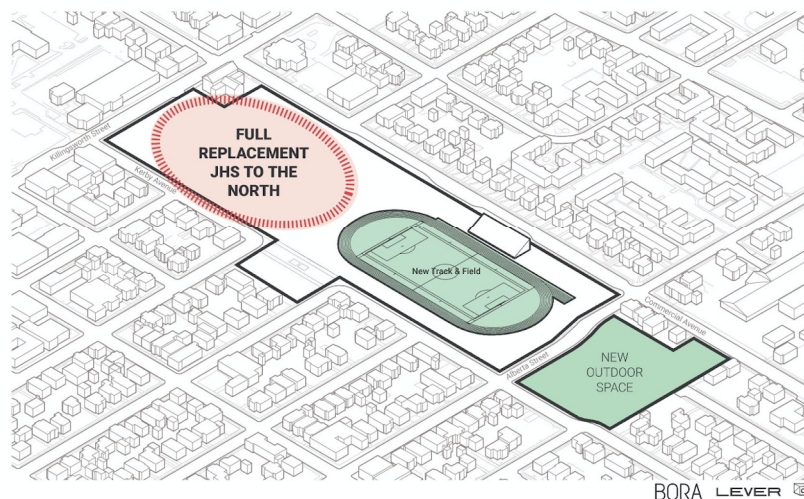 Killingsworth Street
FULL
REPLACEMENT
JHS TO THE
NORTH
Kerby Avenue
New Track & Field
Commercial Avenue
Alberta Street
NEW
OUTDOOR
SPACE
BORA LEVER